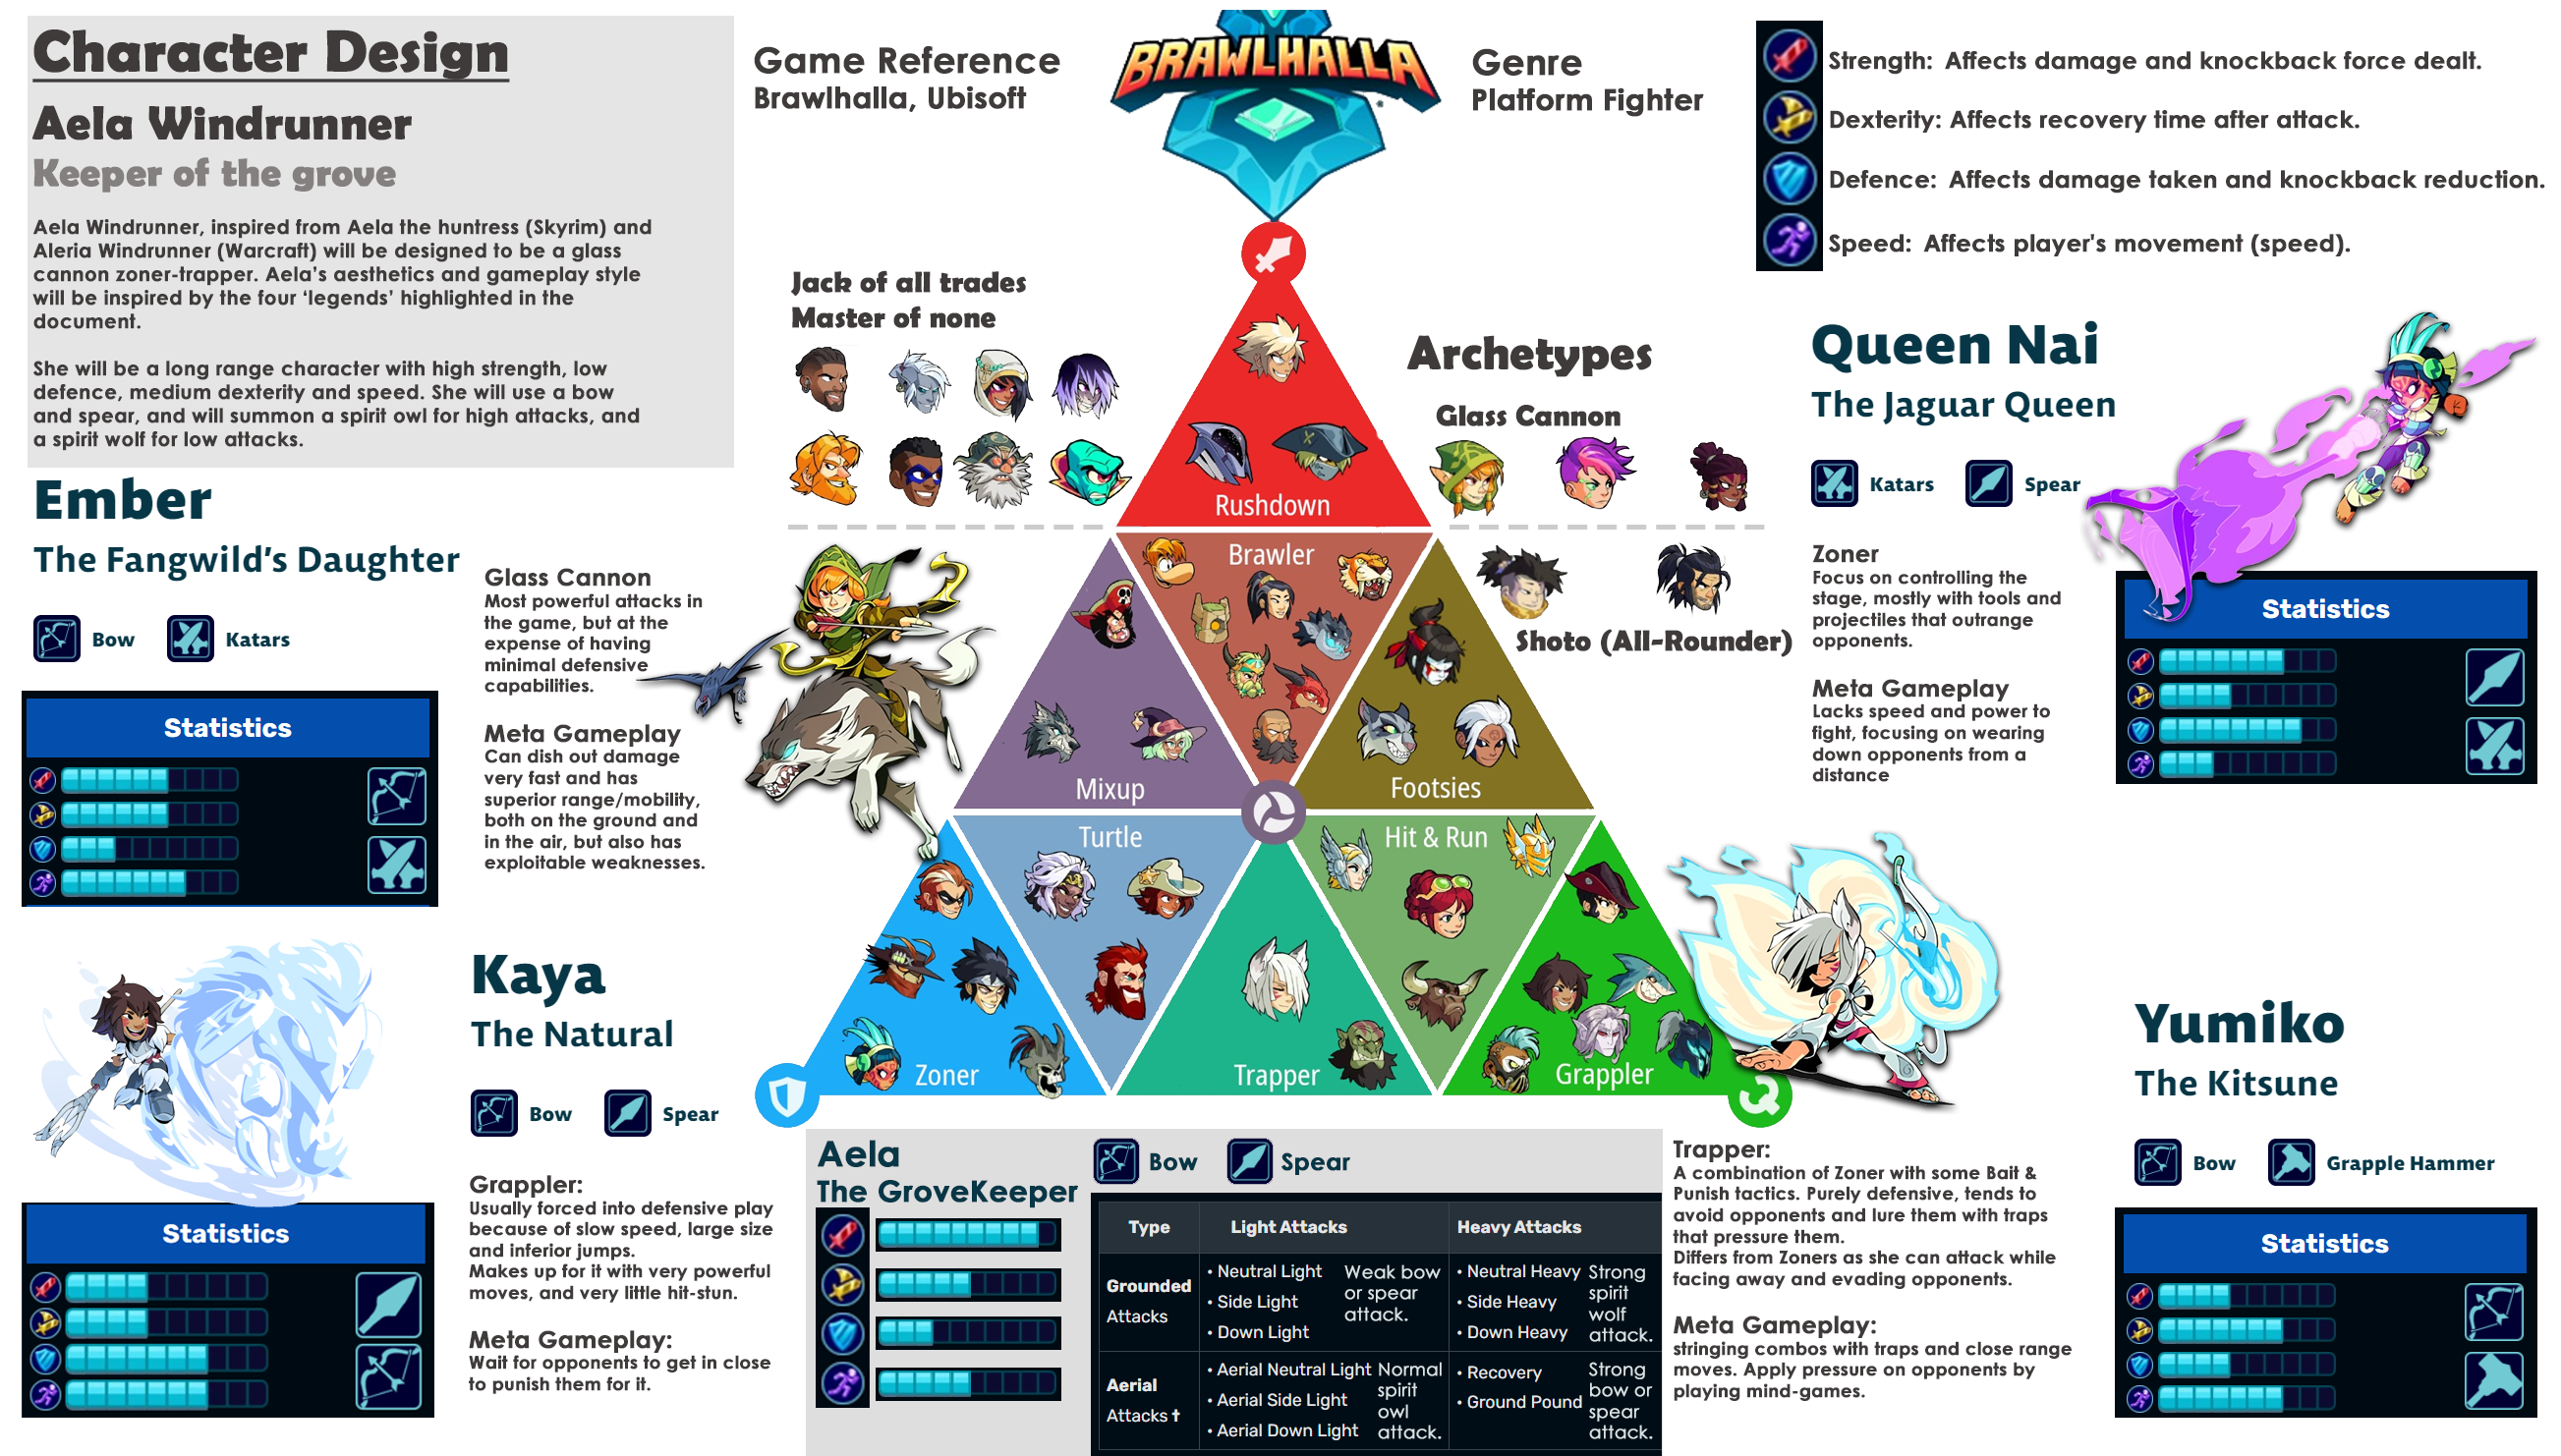 Character Design
Aela Windrunner
Keeper of the grove
Aela Windrunner, inspired from Aela the huntress (Skyrim) and
Aleria Windrunner (Warcraft) will be designed to be a glass
cannon zoner-trapper. Aela's aesthetics and gameplay style
will be inspired by the four 'legends' highlighted in the
document.
She will be a long range character with high strength, low
defence, medium dexterity and speed. She will use a bow
and spear, and will summon a spirit owl for high attacks, and
a spirit wolf for low attacks.
Game Reference
Brawlhalla, Ubisoft
BRAWLHALLA
Genre
Platform Fighter
Strength: Affects damage and knockback force dealt.
Dexterity: Affects recovery time after attack.
Defence: Affects damage taken and knockback reduction.
Speed: Affects player's movement (speed).
Jack of all trades
Master of none
Archetypes
Glass Cannon
Shoto (All-Rounder)
Rushdown
Brawler
Mixup
Footsies
Turtle
Hit & Run
Zoner
Trapper
Grappler
Ember
The Fangwild's Daughter
Bow
Katars
Statistics
Glass Cannon
Most powerful attacks in
the game, but at the
expense of having
minimal defensive
capabilities.
Meta Gameplay
Can dish out damage
very fast and has
superior range/mobility,
both on the ground and
in the air, but also has
exploitable weaknesses.
Queen Nai
The Jaguar Queen
Katars
Spear
Zoner
Focus on controlling the
stage, mostly with tools and
projectiles that outrange
opponents.
Meta Gameplay
Lacks speed and power to
fight, focusing on wearing
down opponents from a
distance
Statistics
Kaya
The Natural
Bow
Spear
Grappler:
Usually forced into defensive play
because of slow speed, large size
and inferior jumps.
Makes up for it with very powerful
moves, and very little hit-stun.
Meta Gameplay:
Wait for opponents to get in close
to punish them for it.
Statistics
Aela
The GroveKeeper
Bow
Spear
Type
Light Attacks
Heavy Attacks
Grounded
Attacks
• Neutral Light
• Side Light
• Down Light
Weak bow
or spear
attack.
• Neutral Heavy
• Side Heavy
• Down Heavy
Strong
spirit
wolf
attack.
Aerial
Attacks †
• Aerial Neutral Light
• Aerial Side Light
• Aerial Down Light
Normal
spirit
owl
attack.
• Recovery
• Ground Pound
Strong
bow or
spear
attack.
Trapper:
A combination of Zoner with some Bait &
Punish tactics. Purely defensive, tends to
avoid opponents and lure them with traps
that pressure them.
Differs from Zoners as she can attack while
facing away and evading opponents.
Meta Gameplay:
stringing combos with traps and close range
moves. Apply pressure on opponents by
playing mind-games.
Yumiko
The Kitsune
Bow
Grapple Hammer
Statistics